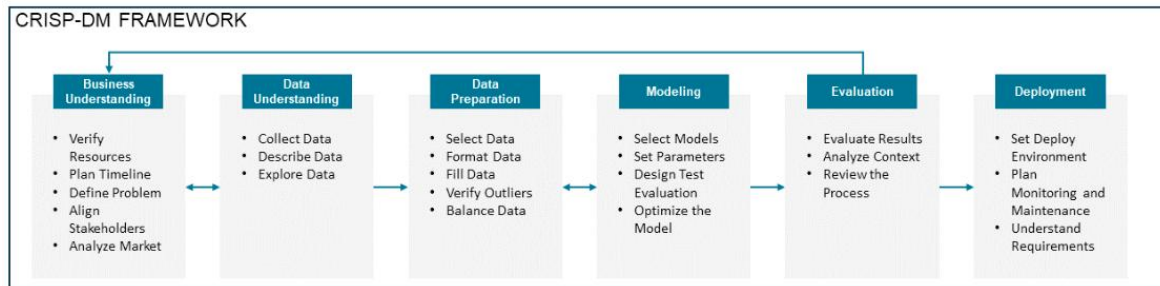 CRISP-DM FRAMEWORK
Business
Understanding
• Verify
Resources
• Plan Timeline
• Define Problem
• Align
Stakeholders
• Analyze Market
Data
Understanding
• Collect Data
• Describe Data
• Explore Data
Data
Preparation
• Select Data
• Format Data
• Fill Data
• Verify Outliers
• Balance Data
Modeling
• Select Models
• Set Parameters
• Design Test
Evaluation
• Optimize the
Model
Evaluation
• Evaluate Results
• Analyze Context
• Review the
Process
Deployment
• Set Deploy
Environment
• Plan
Monitoring and
Maintenance
• Understand
Requirements